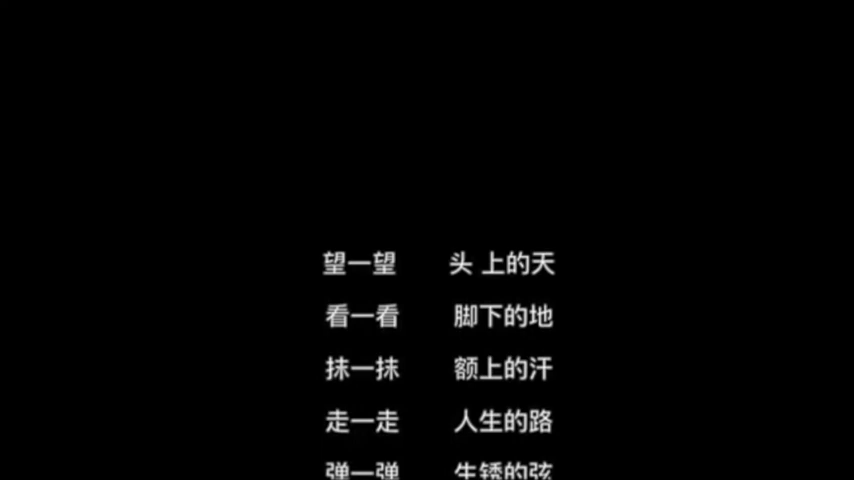 望一望 头 上的天
看一看 脚下的地
抹一抹 额上的汗
走一走 人生的路
弹一弹 生锈的弦